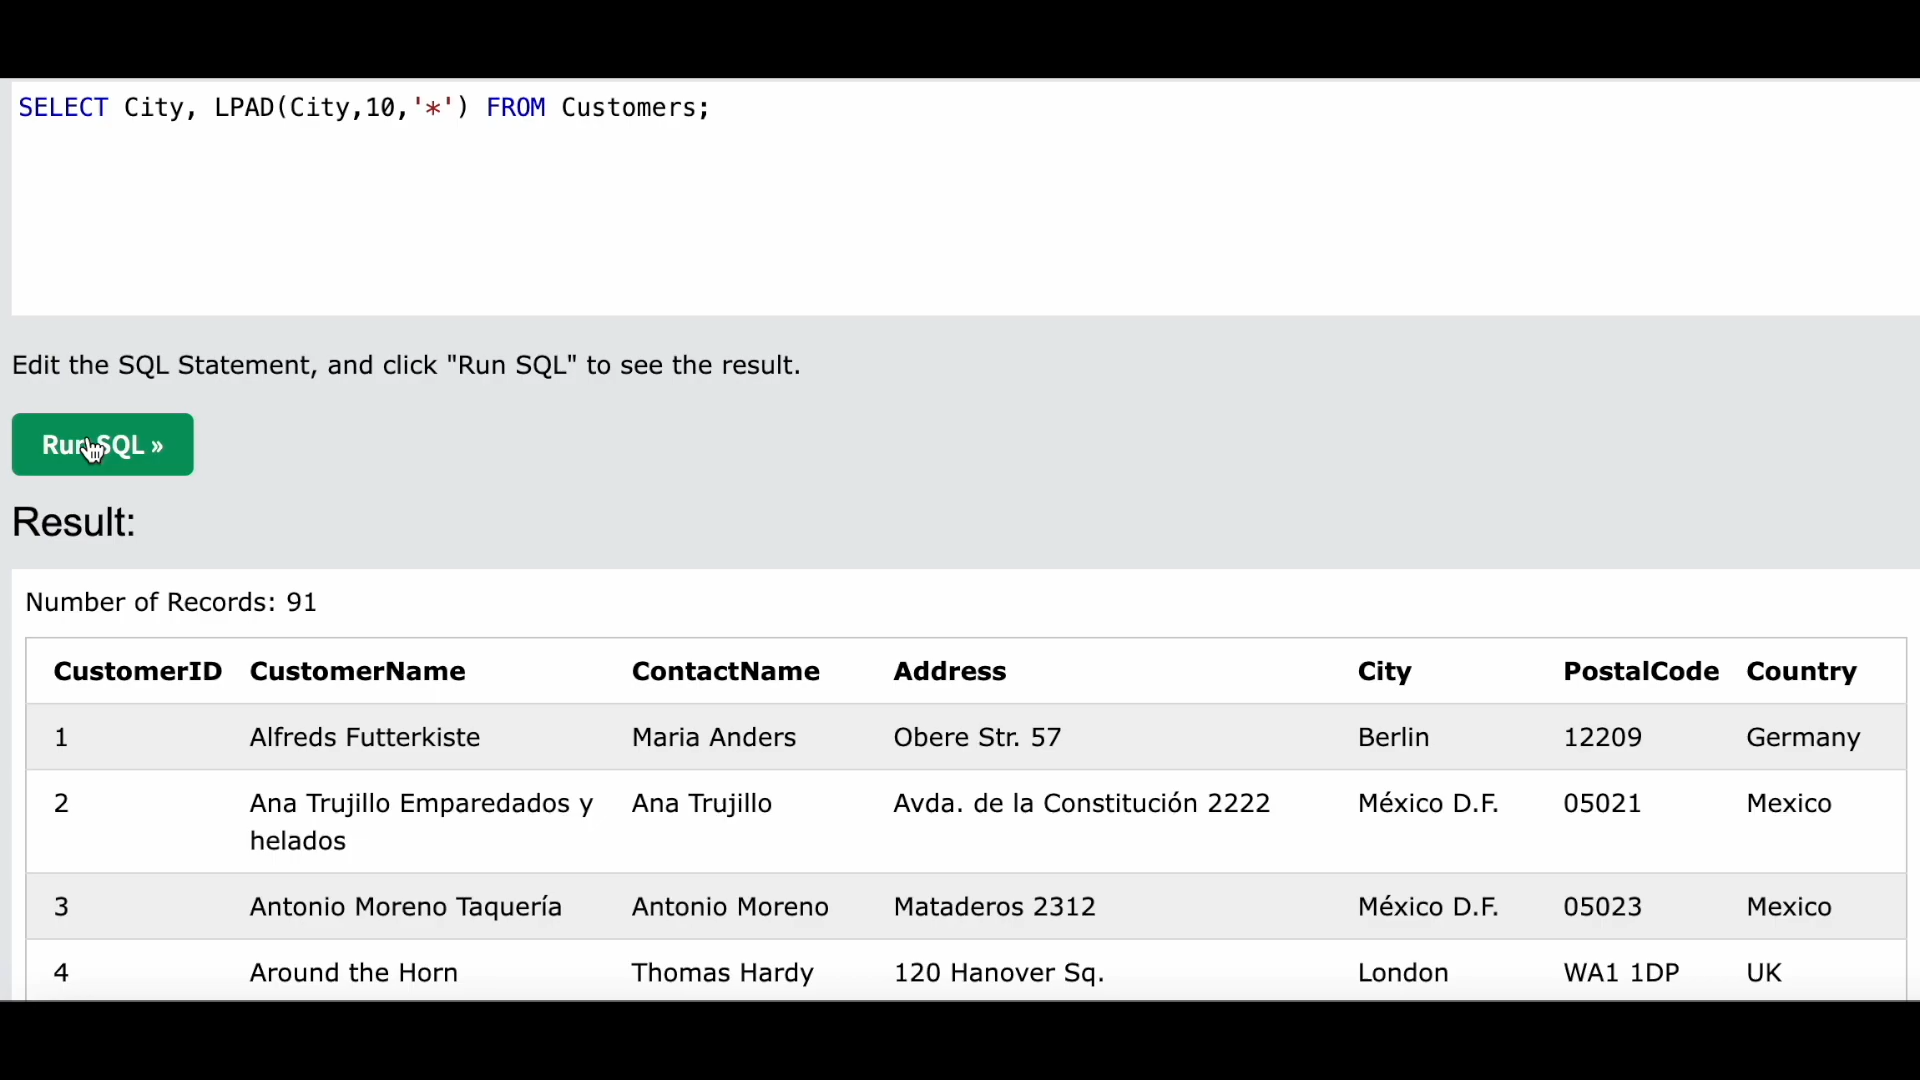 SELECT City, LPAD(City,10,'*') FROM Customers;
Edit the SQL Statement, and click "Run SQL" to see the result.
Run SQL »
Result:
Number of Records: 91
CustomerID CustomerName ContactName Address City PostalCode Country
1 Alfreds Futterkiste Maria Anders Obere Str. 57 Berlin 12209 Germany
2 Ana Trujillo Emparedados y Ana Trujillo Avda. de la Constitución 2222 México D.F. 05021 Mexico
helados
3 Antonio Moreno Taquería Antonio Moreno Mataderos 2312 México D.F. 05023 Mexico
4 Around the Horn Thomas Hardy 120 Hanover Sq. London WA1 1DP UK